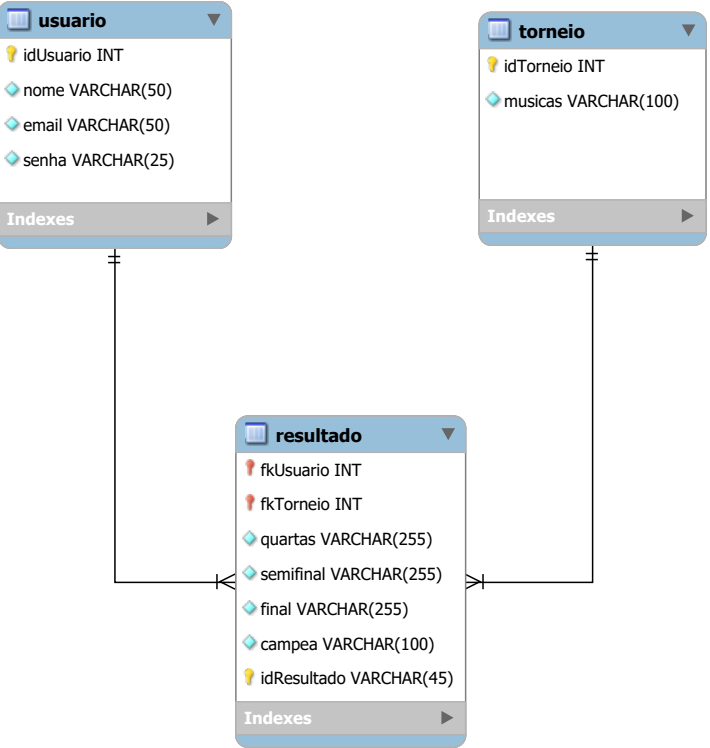 usuario
idUsuario INT
nome VARCHAR(50)
email VARCHAR(50)
senha VARCHAR(25)
Indexes
torneio
idTorneio INT
musicas VARCHAR(100)
Indexes
resultado
fkUsuario INT
fkTorneio INT
quartas VARCHAR(255)
semifinal VARCHAR(255)
final VARCHAR(255)
campea VARCHAR(100)
idResultado VARCHAR(45)
Indexes